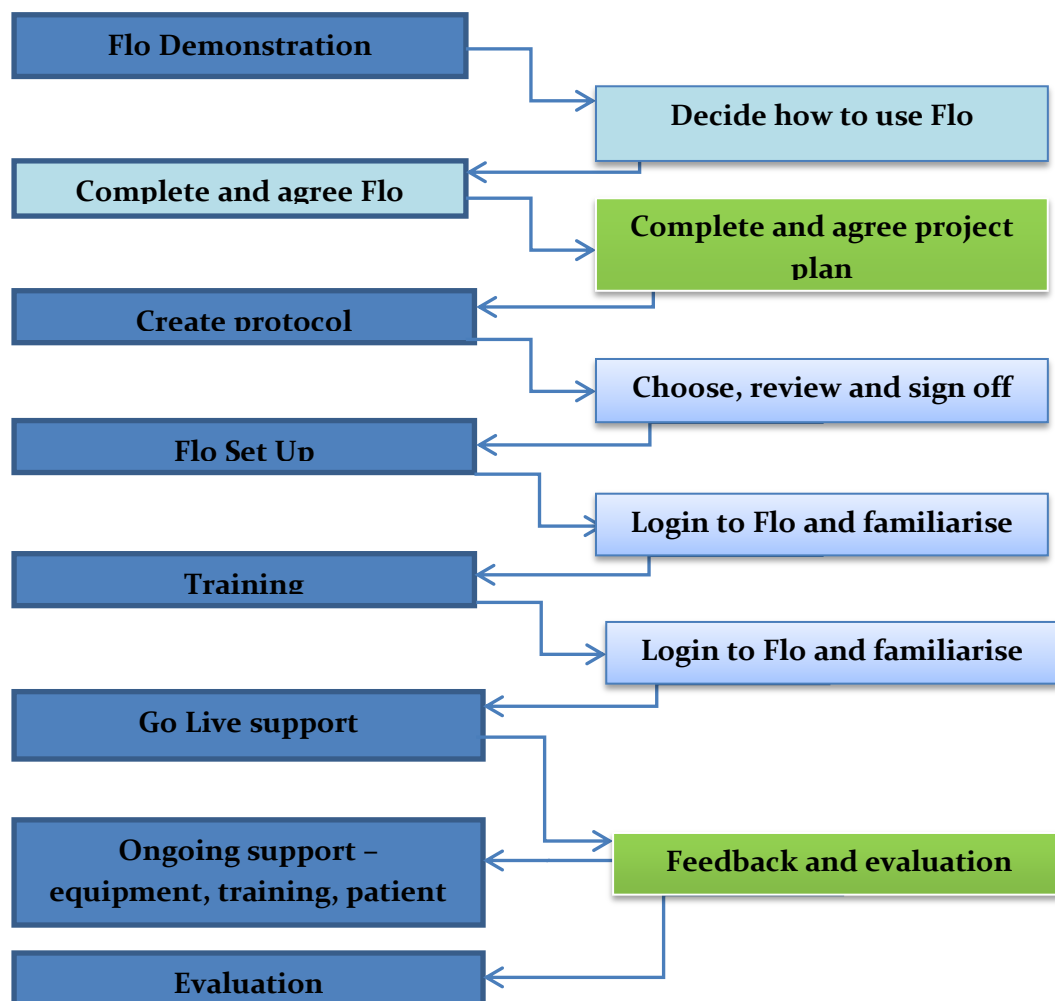 Flo Demonstration
Decide how to use Flo
Complete and agree Flo
Complete and agree project
plan
Create protocol
Choose, review and sign off
Flo Set Up
Login to Flo and familiarise
Training
Login to Flo and familiarise
Go Live support
Ongoing support –
equipment, training, patient
Feedback and evaluation
Evaluation